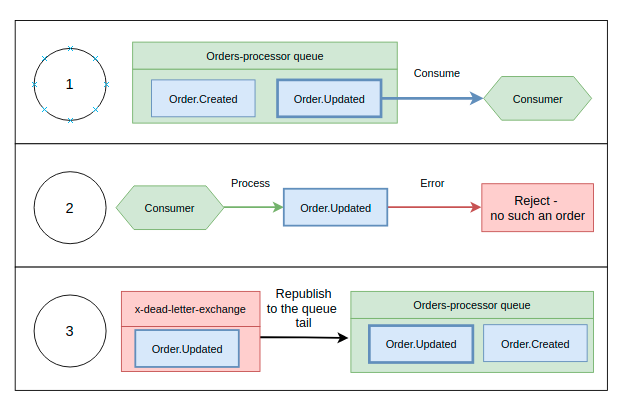 1
Orders-processor queue
Order.Created
Order.Updated
Consume
Consumer
2
Consumer
Process
Order.Updated
Error
Reject -
no such an order
3
x-dead-letter-exchange
Order.Updated
Republish
to the queue
tail
Orders-processor queue
Order.Updated
Order.Created